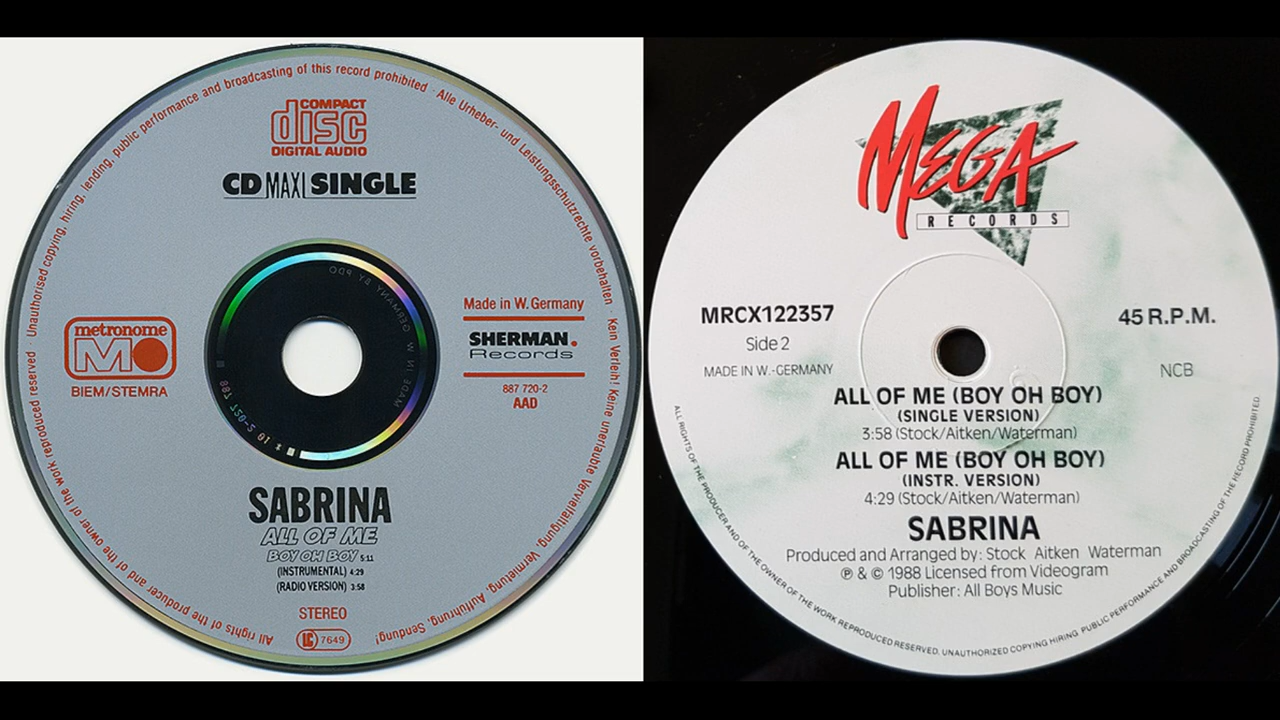 All rights of the producer and of the owner of the work reproduced reserved · Unauthorised copying, hiring, lending, public performance and broadcasting of this record prohibited · Alle Urheber- und Leistungsschutzrechte vorbehalten · Kein Verleih! Keine unerlaubte Vervielfältigung, Vermietung, Aufführung, Sendung!
COMPACT
disc
DIGITAL AUDIO
CD MAXI SINGLE
metronome
M
BIEM/STEMRA
Made in W. Germany
SHERMAN.
Records
887 720-2
AAD
MADE IN W. GERMANY BY PDO
SABRINA
ALL OF ME
BOY OH BOY 5:11
(INSTRUMENTAL) 4:29
(RADIO VERSION) 3:58
STEREO
LC 7649
MEGA
RECORDS
MRCX122357
45 R.P.M.
Side 2
MADE IN W.-GERMANY
NCB
ALL OF ME (BOY OH BOY)
(SINGLE VERSION)
3:58 (Stock/Aitken/Waterman)
ALL OF ME (BOY OH BOY)
(INSTR. VERSION)
4:29 (Stock/Aitken/Waterman)
SABRINA
Produced and Arranged by: Stock Aitken Waterman
℗ & © 1988 Licensed from Videogram
Publisher: All Boys Music
ALL RIGHTS OF THE PRODUCER AND OF THE OWNER OF THE WORK REPRODUCED RESERVED. UNAUTHORIZED COPYING HIRING PUBLIC PERFORMANCE AND BROADCASTING OF THE RECORD PROHIBITED.